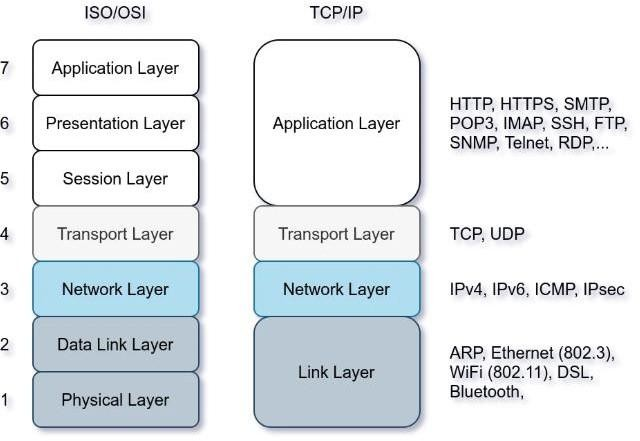 ISO/OSI
TCP/IP
7
Application Layer
6
Presentation Layer
5
Session Layer
4
Transport Layer
3
Network Layer
2
Data Link Layer
1
Physical Layer
Application Layer
Transport Layer
Network Layer
Link Layer
HTTP, HTTPS, SMTP,
POP3, IMAP, SSH, FTP,
SNMP, Telnet, RDP,...
TCP, UDP
IPv4, IPv6, ICMP, IPsec
ARP, Ethernet (802.3),
WiFi (802.11), DSL,
Bluetooth,